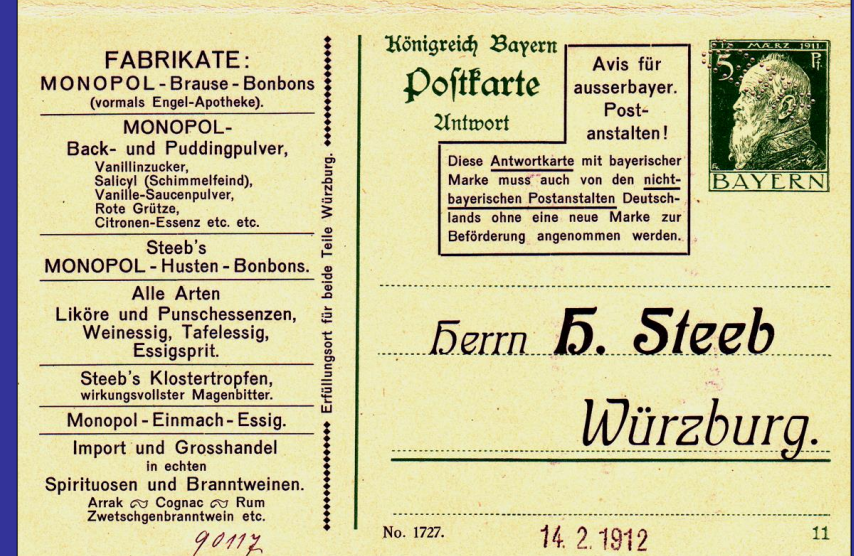 FABRIKATE:
MONOPOL-Brause-Bonbons
(vormals Engel-Apotheke).
MONOPOL-
Back- und Puddingpulver,
Vanillinzucker,
Salicyl (Schimmelfeind),
Vanille-Saucenpulver,
Rote Grütze,
Citronen-Essenz etc. etc.
Steeb's
MONOPOL-Husten-Bonbons.
Alle Arten
Liköre und Punschessenzen,
Weinessig, Tafelessig,
Essigsprit.
Steeb's Klostertropfen,
wirkungsvollster Magenbitter.
Monopol-Einmach-Essig.
Import und Grosshandel
in echten
Spirituosen und Branntweinen.
Arrak Cognac Rum
Zwetschgenbranntwein etc.
90117
Erfüllungsort für beide Teile Würzburg.
Königreich Bayern
Postkarte
Antwort
Avis für
ausserbayer.
Post-
anstalten!
Diese Antwortkarte mit bayerischer
Marke muss auch von den nicht-
bayerischen Postanstalten Deutsch-
lands ohne eine neue Marke zur
Beförderung angenommen werden.
12. MÆRZ 1911.
5 Pf.
BAYERN
Herrn H. Steeb
Würzburg.
No. 1727.
14. 2. 1912
11